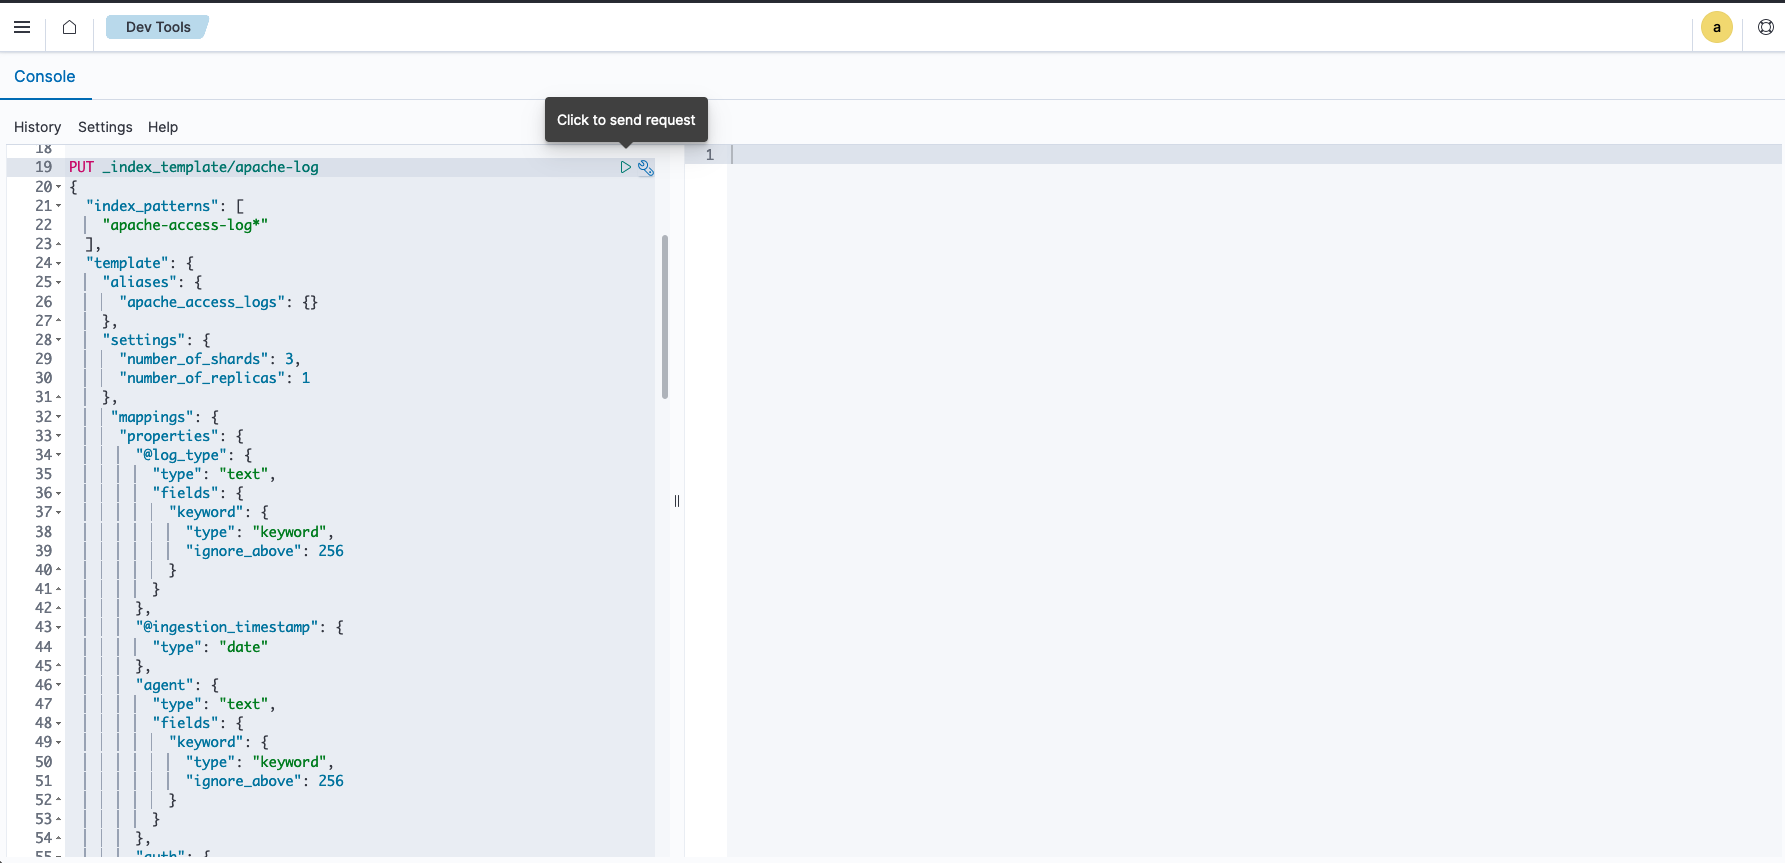 Dev Tools
a
Console
Click to send request
History Settings Help
18
19 PUT _index_template/apache-log
20 {
21 "index_patterns": [
22 "apache-access-log*"
23 ],
24 "template": {
25 "aliases": {
26 "apache_access_logs": {}
27 },
28 "settings": {
29 "number_of_shards": 3,
30 "number_of_replicas": 1
31 },
32 "mappings": {
33 "properties": {
34 "@log_type": {
35 "type": "text",
36 "fields": {
37 "keyword": {
38 "type": "keyword",
39 "ignore_above": 256
40 }
41 }
42 },
43 "@ingestion_timestamp": {
44 "type": "date"
45 },
46 "agent": {
47 "type": "text",
48 "fields": {
49 "keyword": {
50 "type": "keyword",
51 "ignore_above": 256
52 }
53 }
54 },
55 "auth": {
1